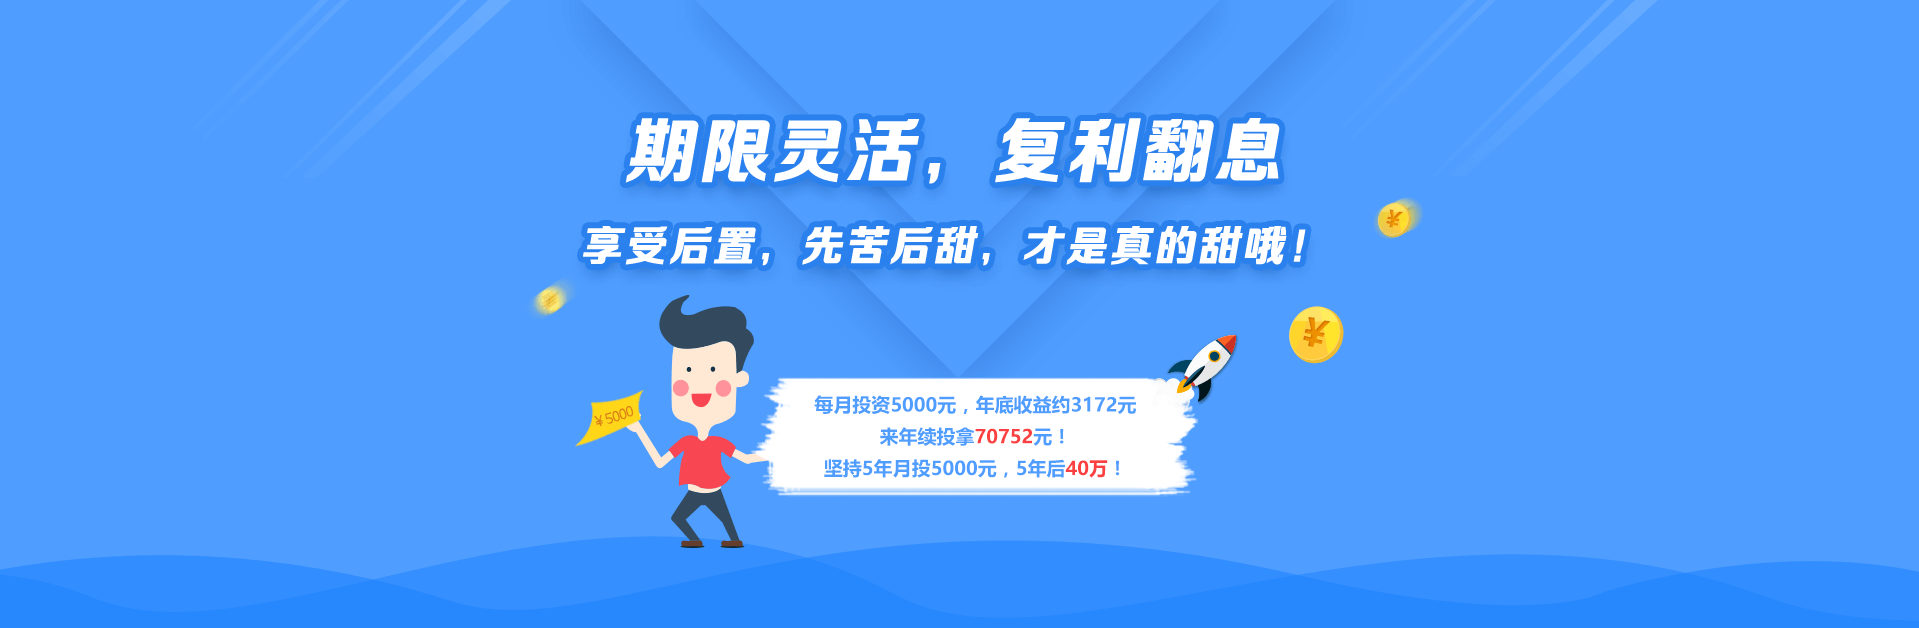 期限灵活，复利翻息
享受后置，先苦后甜，才是真的甜哦！
¥
¥
¥5000
每月投资5000元，年底收益约3172元
来年续投拿70752元！
坚持5年月投5000元，5年后40万！